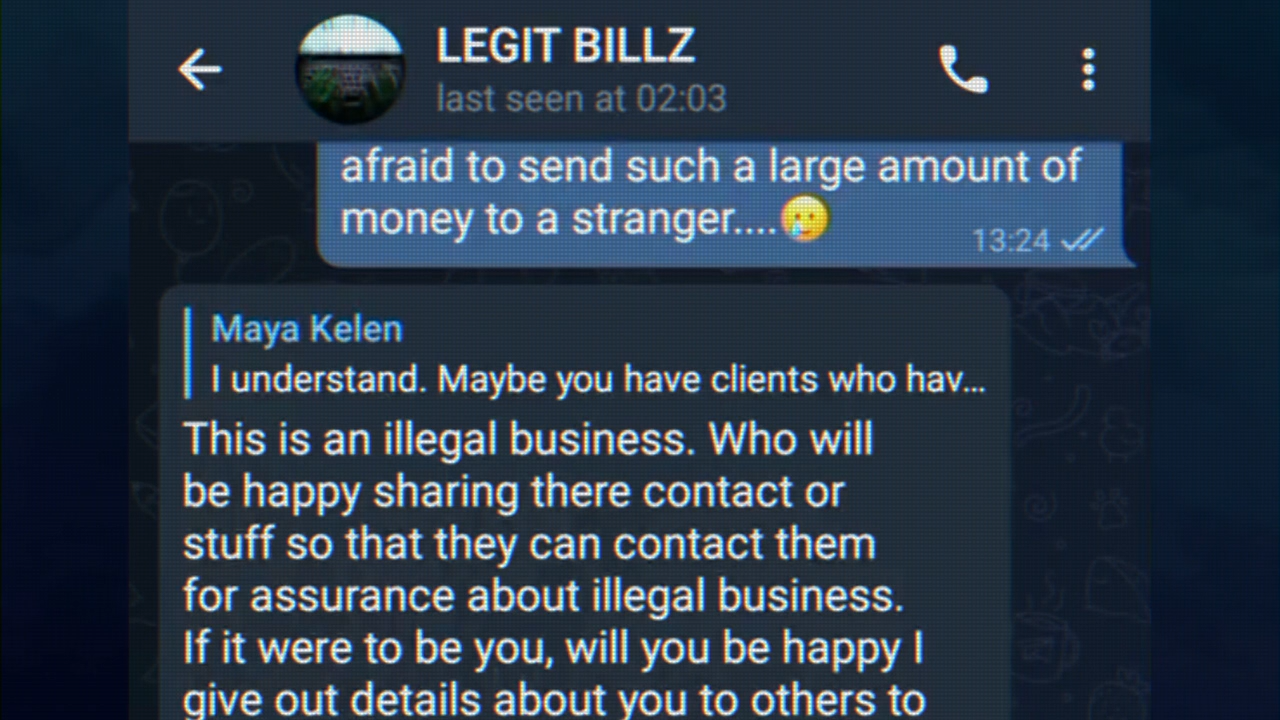 LEGIT BILLZ
last seen at 02:03
afraid to send such a large amount of
money to a stranger....🥲
13:24
Maya Kelen
I understand. Maybe you have clients who hav...
This is an illegal business. Who will
be happy sharing there contact or
stuff so that they can contact them
for assurance about illegal business.
If it were to be you, will you be happy I
give out details about you to others to